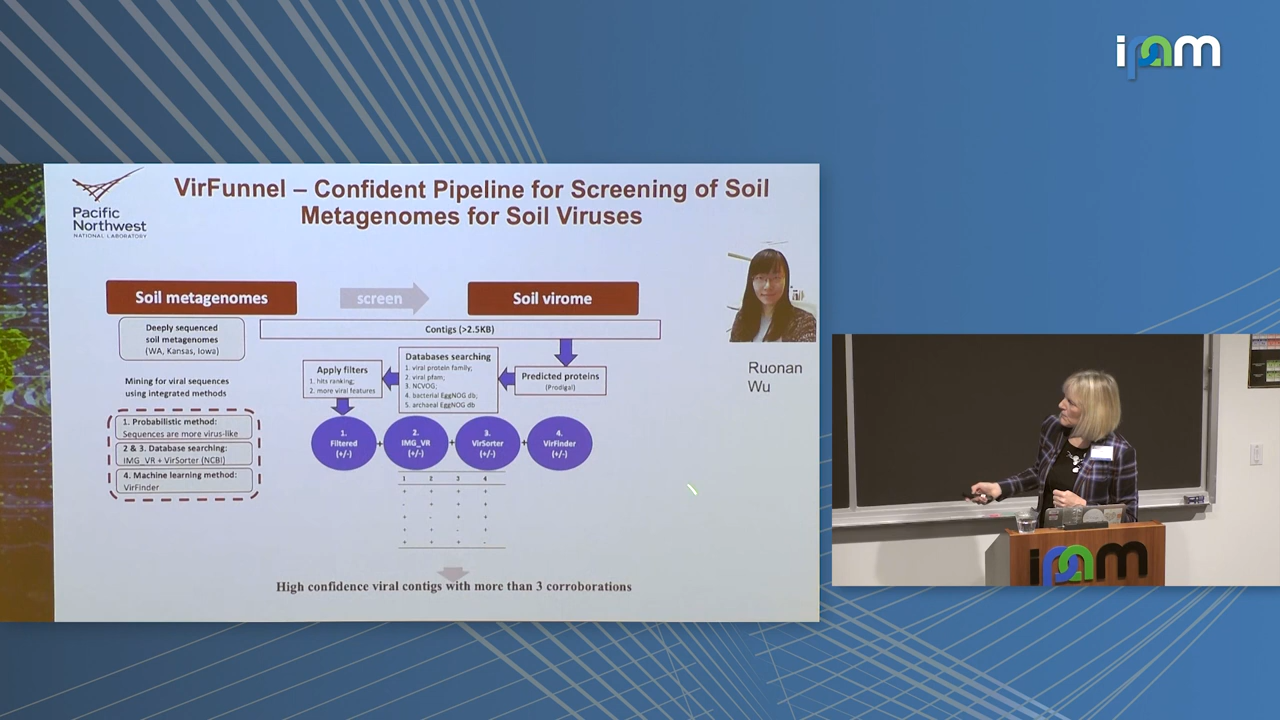 ipam
VirFunnel – Confident Pipeline for Screening of Soil
Metagenomes for Soil Viruses
Pacific
Northwest
NATIONAL LABORATORY
Soil metagenomes
screen
Soil virome
Deeply sequenced
soil metagenomes
(WA, Kansas, Iowa)
Contigs (>2.5KB)
Mining for viral sequences
using integrated methods
Apply filters
1. hits ranking;
2. more viral features
Databases searching
1. viral protein family;
2. viral pfam;
3. NCVOG;
4. bacterial EggNOG db;
5. archaeal EggNOG db
Predicted proteins
(Prodigal)
Ruonan
Wu
1. Probabilistic method:
Sequences are more virus-like
2 & 3. Database searching:
IMG_VR + VirSorter (NCBI)
4. Machine learning method:
VirFinder
1.
Filtered
(+/-)
+
2.
IMG_VR
(+/-)
+
3.
VirSorter
(+/-)
+
4.
VirFinder
(+/-)
1 2 3 4
+ + + +
- + + +
+ - + +
+ + - +
+ + + -
High confidence viral contigs with more than 3 corroborations
ipam